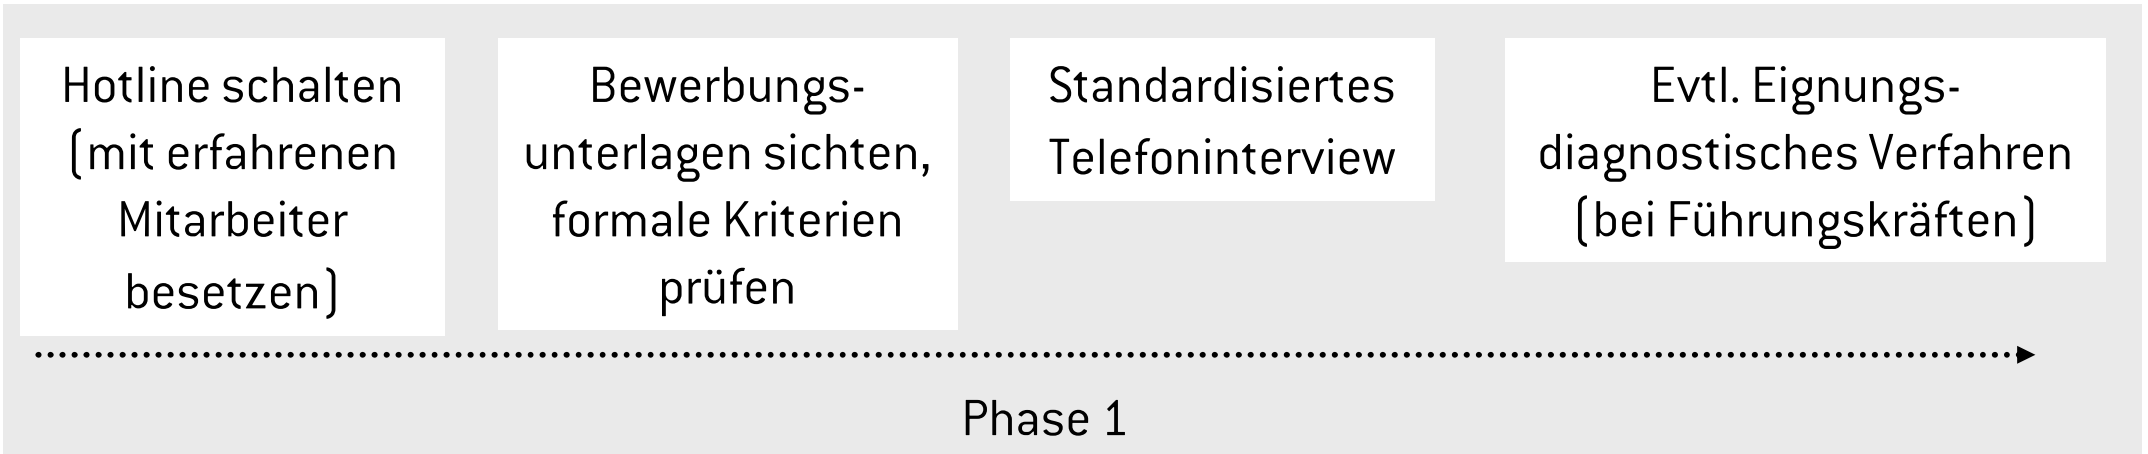 Hotline schalten
(mit erfahrenen
Mitarbeiter
besetzen)
Bewerbungs-
unterlagen sichten,
formale Kriterien
prüfen
Standardisiertes
Telefoninterview
Evtl. Eignungs-
diagnostisches Verfahren
(bei Führungskräften)
Phase 1